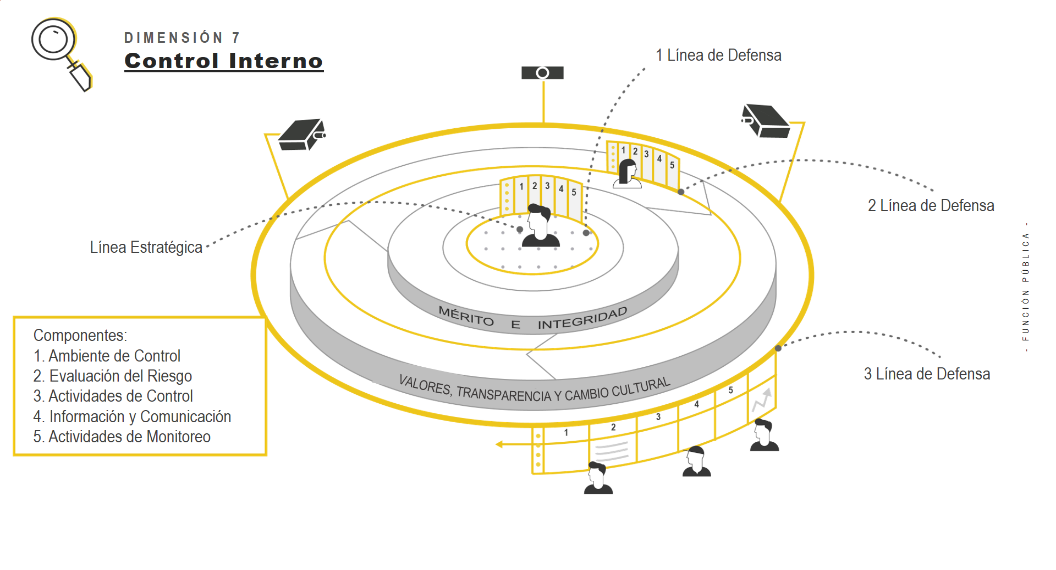 DIMENSIÓN 7
Control Interno
1 Línea de Defensa
1 2 3 4 5
1 2 3 4 5
2 Línea de Defensa
Línea Estratégica
- FUNCIÓN PÚBLICA -
MÉRITO E INTEGRIDAD
VALORES, TRANSPARENCIA Y CAMBIO CULTURAL
3 Línea de Defensa
Componentes:
1. Ambiente de Control
2. Evaluación del Riesgo
3. Actividades de Control
4. Información y Comunicación
5. Actividades de Monitoreo
1 2 3 4 5